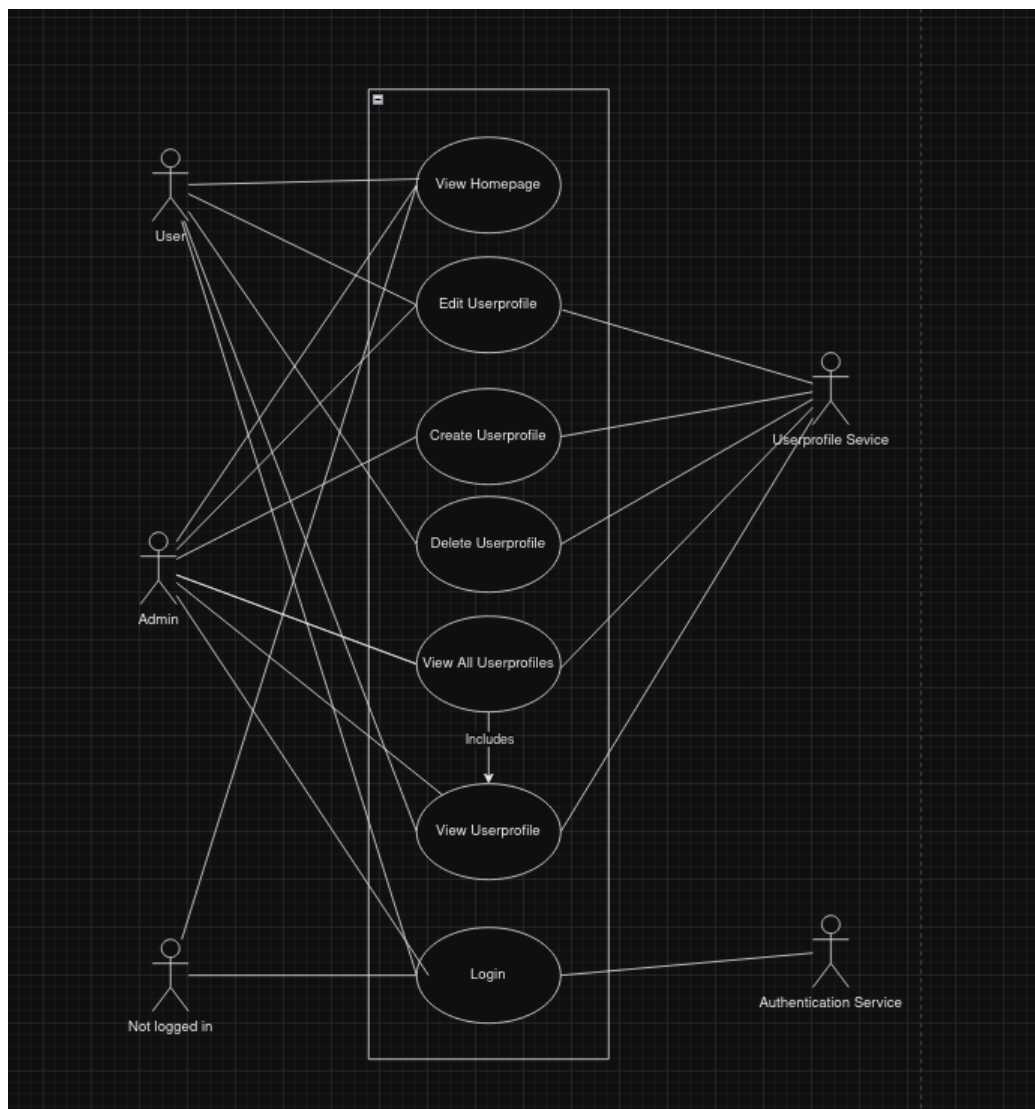 View Homepage
User
Edit Userprofile
Create Userprofile
Userprofile Sevice
Delete Userprofile
Admin
View All Userprofiles
Includes
View Userprofile
Login
Authentication Service
Not logged in